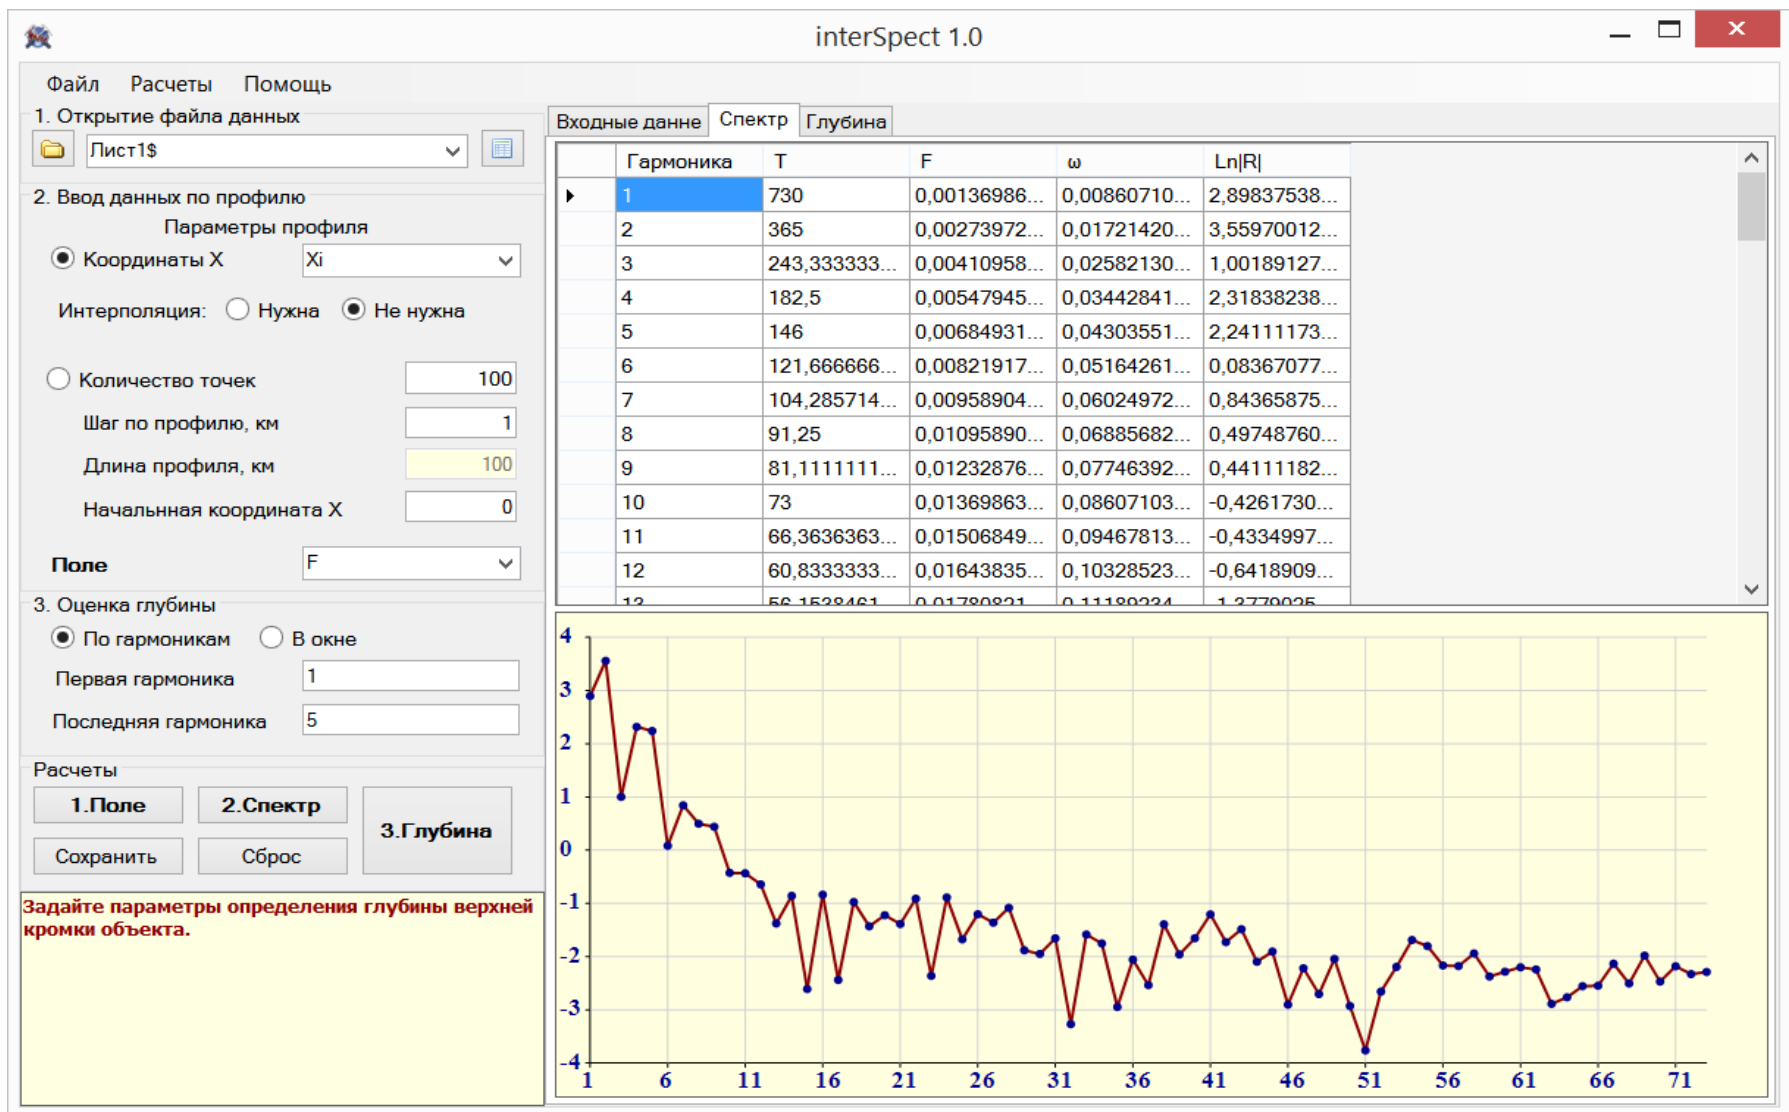 interSpect 1.0
Файл Расчеты Помощь
1. Открытие файла данных
Лист1$
2. Ввод данных по профилю
Параметры профиля
Координаты X Xi
Интерполяция: Нужна Не нужна
Количество точек 100
Шаг по профилю, км 1
Длина профиля, км 100
Начальнная координата X 0
Поле F
3. Оценка глубины
По гармоникам В окне
Первая гармоника 1
Последняя гармоника 5
Расчеты
1.Поле 2.Спектр
3.Глубина
Сохранить Сброс
Задайте параметры определения глубины верхней
кромки объекта.
Входные данне Спектр Глубина
Гармоника T F ω Ln|R|
1 730 0,00136986... 0,00860710... 2,89837538...
2 365 0,00273972... 0,01721420... 3,55970012...
3 243,333333... 0,00410958... 0,02582130... 1,00189127...
4 182,5 0,00547945... 0,03442841... 2,31838238...
5 146 0,00684931... 0,04303551... 2,24111173...
6 121,666666... 0,00821917... 0,05164261... 0,08367077...
7 104,285714... 0,00958904... 0,06024972... 0,84365875...
8 91,25 0,01095890... 0,06885682... 0,49748760...
9 81,1111111... 0,01232876... 0,07746392... 0,44111182...
10 73 0,01369863... 0,08607103... -0,4261730...
11 66,3636363... 0,01506849... 0,09467813... -0,4334997...
12 60,8333333... 0,01643835... 0,10328523... -0,6418909...
13 56,1538461... 0,01780821... 0,11189234... -1,3779025...
4
3
2
1
0
-1
-2
-3
-4
1 6 11 16 21 26 31 36 41 46 51 56 61 66 71